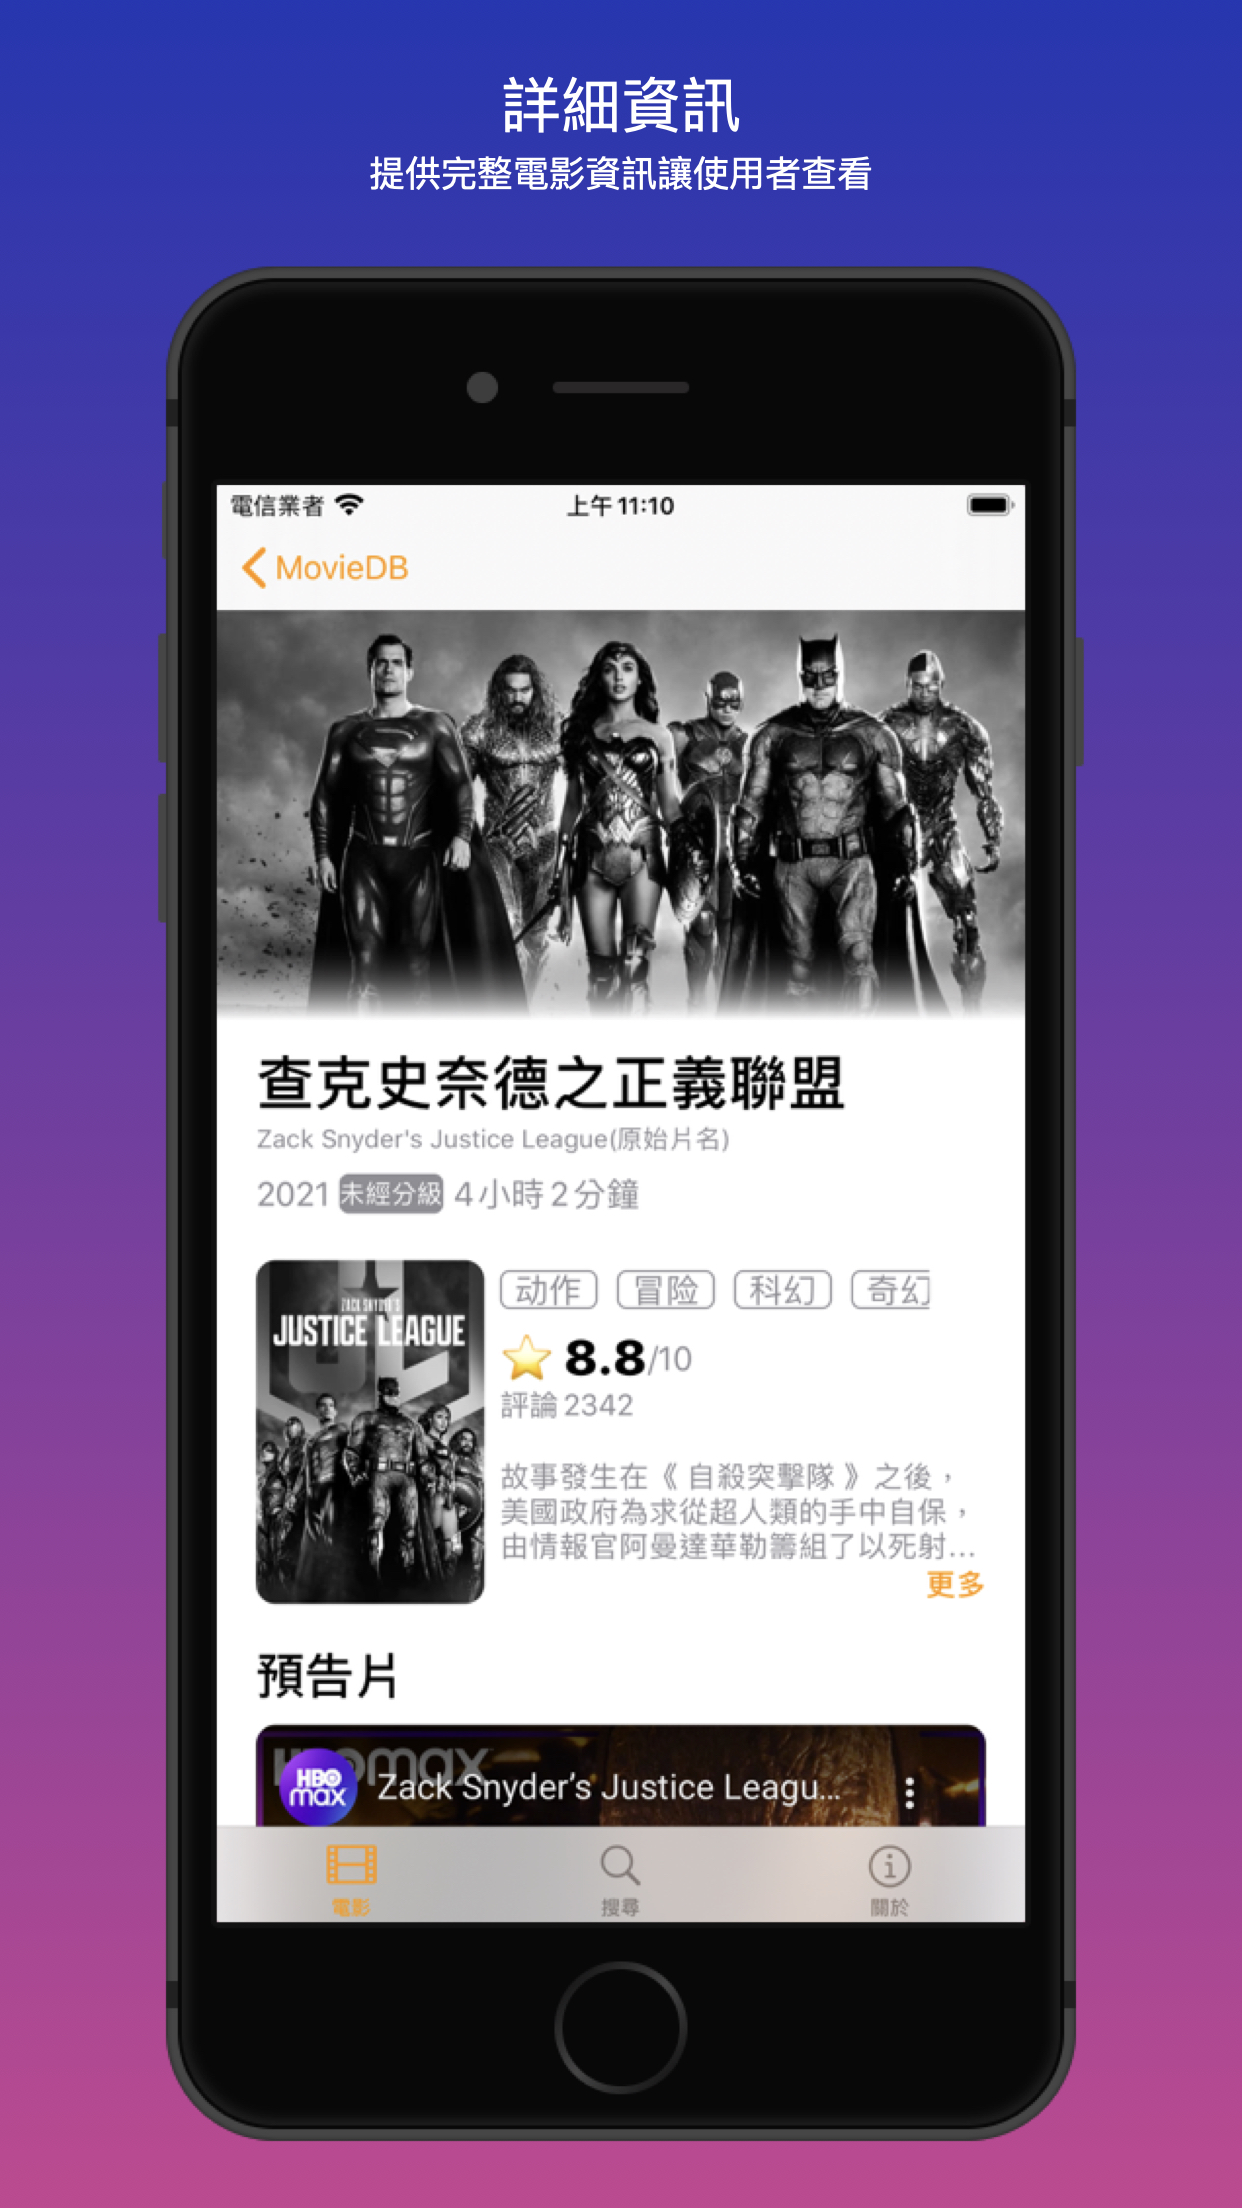 詳細資訊
提供完整電影資訊讓使用者查看
電信業者 上午 11:10
MovieDB
查克史奈德之正義聯盟
Zack Snyder's Justice League(原始片名)
2021 未經分級 4 小時 2 分鐘
ZACK SNYDER'S
JUSTICE LEAGUE
动作 冒险 科幻 奇幻
8.8/10
評論 2342
故事發生在《 自殺突擊隊 》之後，
美國政府為求從超人類的手中自保，
由情報官阿曼達華勒籌組了以死射...
更多
預告片
HBO max
HBO max
Zack Snyder’s Justice Leagu...
電影 搜尋 關於